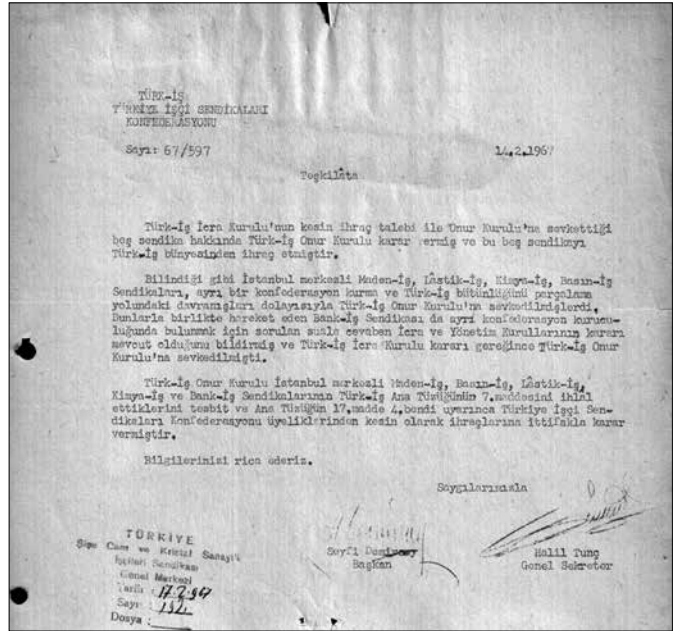 TÜRK-İŞ
TÜRKİYE İŞÇİ SENDİKALARI
KONFEDERASYONU
Sayı: 67/597
14.2.1967
Teşkilâta
Türk-İş İcra Kurulu'nun kesin ihraç talebi ile Onur Kurulu'na sevkettiği
beş sendika hakkında Türk-İş Onur Kurulu karar vermiş ve bu beş sendikayı
Türk-İş bünyesinden ihraç etmiştir.
Bilindiği gibi İstanbul merkezli Maden-İş, Lâstik-İş, Kimya-İş, Basın-İş
Sendikaları, ayrı bir konfederasyon kurma ve Türk-İş bütünlüğünü parçalama
yolundaki davranışları dolayısıyla Türk-İş Onur Kurulu'na sevkedilmişlerdi.
Bunlarla birlikte hareket eden Bank-İş Sendikası da ayrı konfederasyon kurucu-
luğunda bulunmak için sorulan suale cevaben İcra ve Yönetim Kurullarının kararı
mevcut olduğunu bildirmiş ve Türk-İş İcra Kurulu kararı gereğince Türk-İş Onur
Kurulu'na sevkedilmişti.
Türk-İş Onur Kurulu İstanbul merkezli Maden-İş, Basın-İş, Lâstik-İş,
Kimya-İş ve Bank-İş Sendikalarının Türk-İş Ana Tüzüğünün 7.maddesini ihlal
ettiklerini tesbit ve Ana Tüzüğün 17.madde 4.bendi uyarınca Türkiye İşçi Sen-
dikaları Konfederasyonu üyeliklerinden kesin olarak ihraçlarına ittifakla karar
vermiştir.
Bilgilerinizi rica ederiz.
Saygılarımızla
Seyfi Demirsoy
Başkan
Halil Tunç
Genel Sekreter
TÜRKİYE
Şişe Cam ve Kristal Sanayii
İşçileri Sendikası
Genel Merkezi
Tarih : 17.2.967
Sayı :
Dosya :